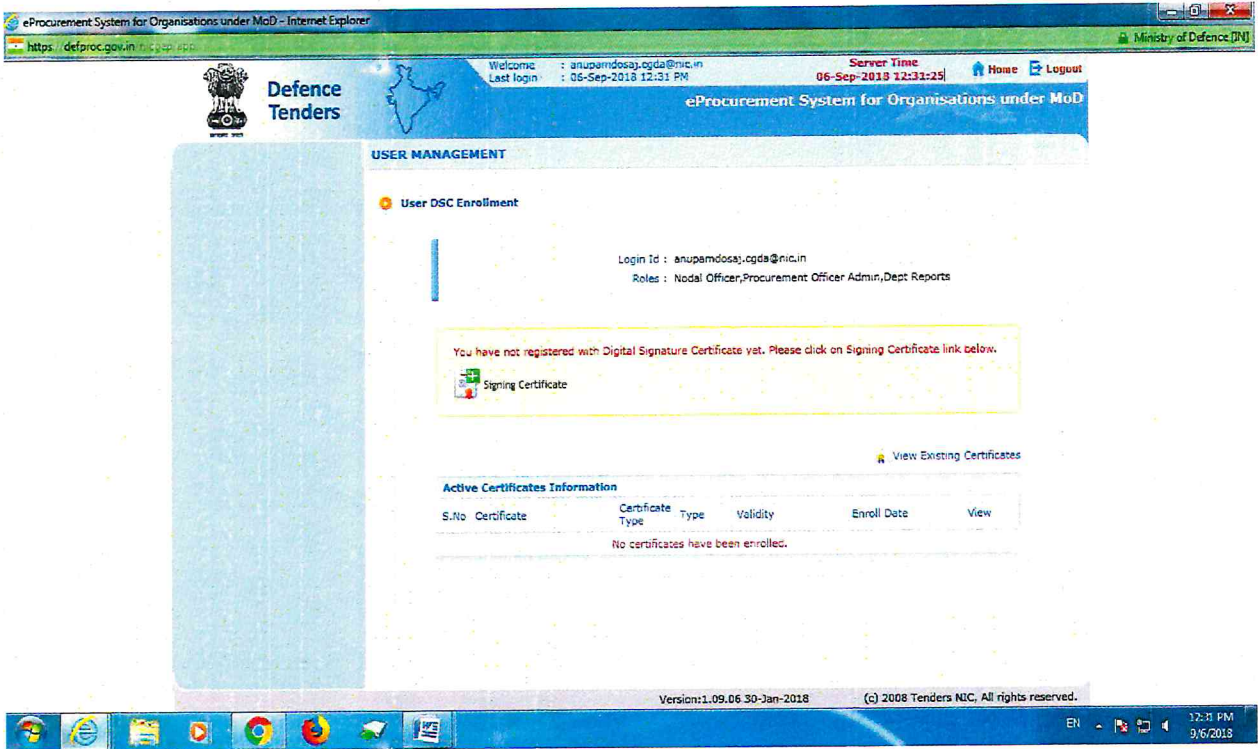 eProcurement System for Organisations under MoD - Internet Explorer
https://defproc.gov.in
Ministry of Defence [IN]
Welcome : anupamdosaj.cgda@nic.in
Last login : 06-Sep-2018 12:31 PM
Server Time
06-Sep-2018 12:31:25
Home
Logout
Defence
Tenders
eProcurement System for Organisations under MoD
USER MANAGEMENT
User DSC Enrollment
Login Id : anupamdosaj.cgda@nic.in
Roles : Nodal Officer,Procurement Officer Admin,Dept Reports
You have not registered with Digital Signature Certificate yet. Please click on Signing Certificate link below.
Signing Certificate
View Existing Certificates
Active Certificates Information
S.No Certificate Certificate Type Type Validity Enroll Date View
No certificates have been enrolled.
Version:1.09.06 30-Jan-2018
(c) 2008 Tenders NIC, All rights reserved.
EN
12:31 PM
9/6/2018